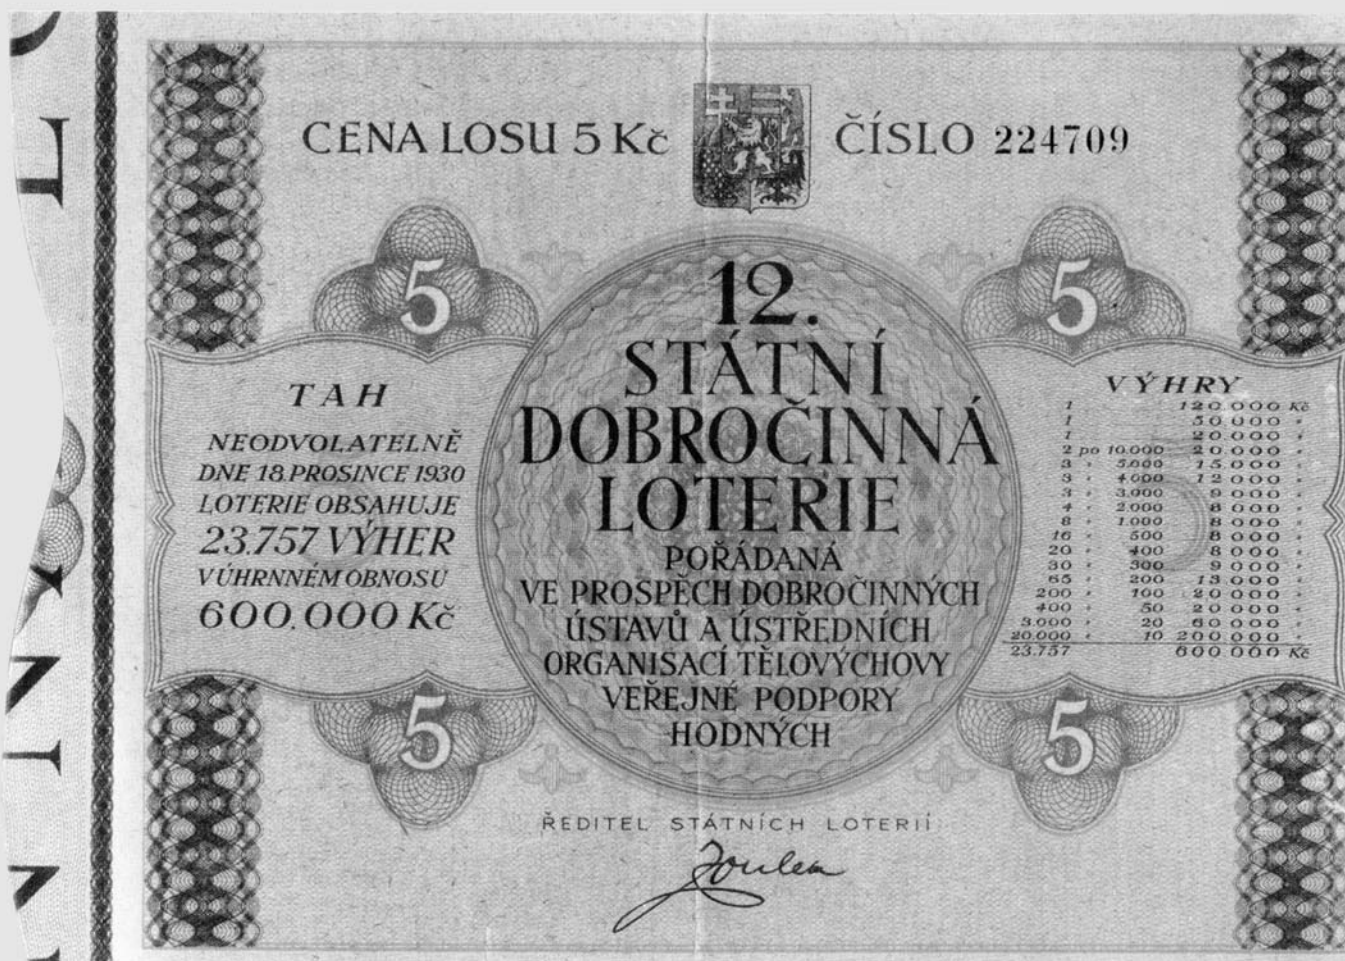 CENA LOSU 5 Kč
ČÍSLO 224709
5
5
12.
STÁTNÍ
DOBROČINNÁ
LOTERIE
POŘÁDANÁ
VE PROSPĚCH DOBROČINNÝCH
ÚSTAVŮ A ÚSTŘEDNÍCH
ORGANISACÍ TĚLOVÝCHOVY
VEŘEJNÉ PODPORY
HODNÝCH
TAH
NEODVOLATELNĚ
DNE 18. PROSINCE 1930
LOTERIE OBSAHUJE
23.757 VÝHER
V ÚHRNNÉM OBNOSU
600.000 Kč
VÝHRY
1 120.000 Kč
1 50.000 "
1 20.000 "
2 po 10.000 20.000 "
3 " 5.000 15.000 "
3 " 4.000 12.000 "
3 " 3.000 9.000 "
4 " 2.000 8.000 "
8 " 1.000 8.000 "
16 " 500 8.000 "
20 " 400 8.000 "
30 " 300 9.000 "
65 " 200 13.000 "
200 " 100 20.000 "
400 " 50 20.000 "
3.000 " 20 60.000 "
20.000 " 10 200.000 "
23.757 600.000 Kč
5
5
ŘEDITEL STÁTNÍCH LOTERIÍ